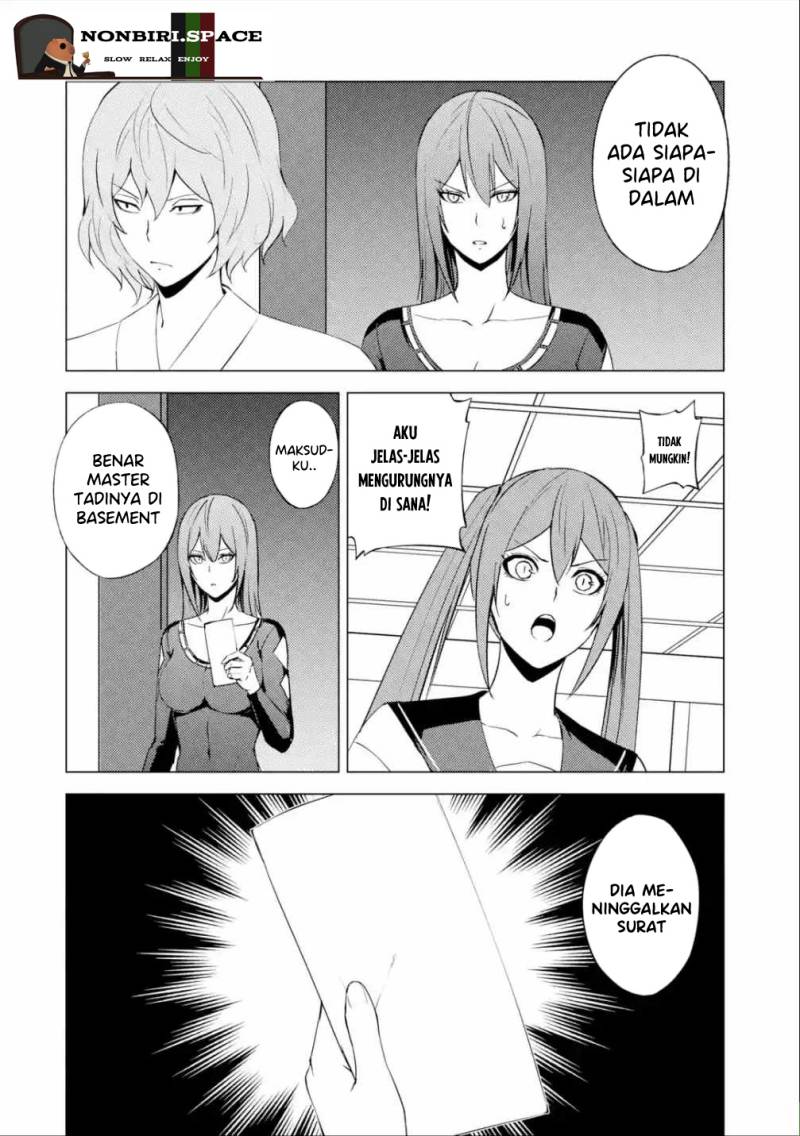 NONBIRI.SPACE
SLOW RELAX ENJOY
TIDAK
ADA SIAPA-
SIAPA DI
DALAM
TIDAK
MUNGKIN!
AKU
JELAS-JELAS
MENGURUNGNYA
DI SANA!
MAKSUD-
KU..
BENAR
MASTER
TADINYA DI
BASEMENT
DIA ME-
NINGGALKAN
SURAT